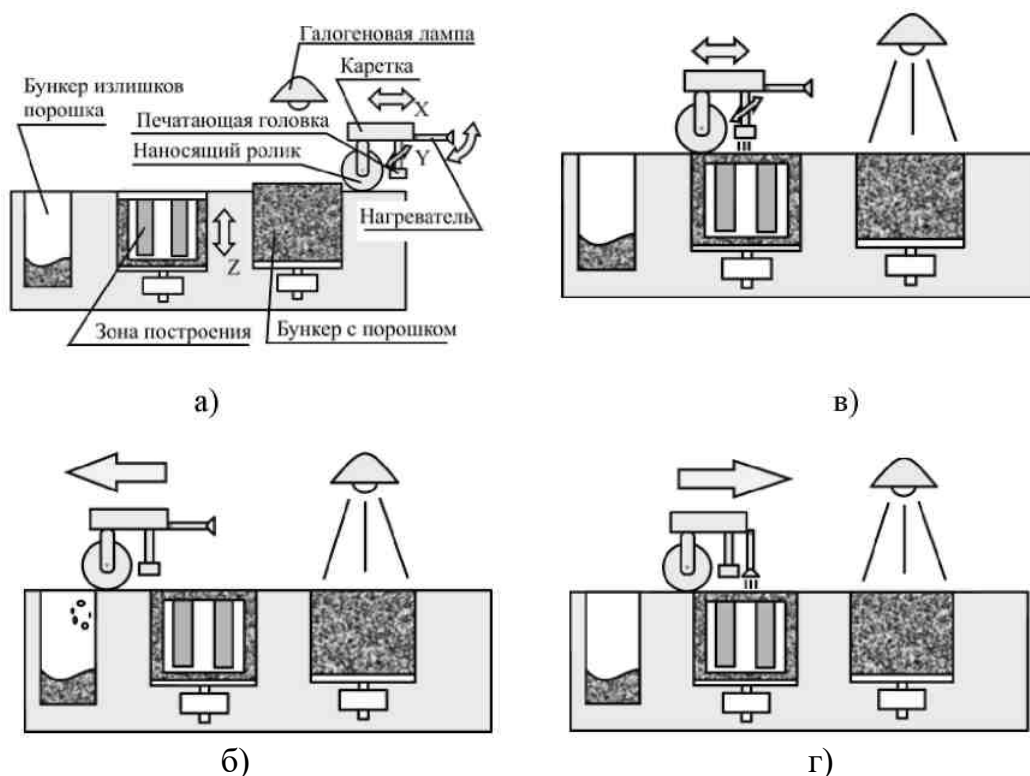 Галогеновая лампа
Каретка
Бункер излишков
порошка
X
Печатающая головка
Наносящий ролик
Y
Нагреватель
Z
Зона построения
Бункер с порошком
а)
в)
б)
г)